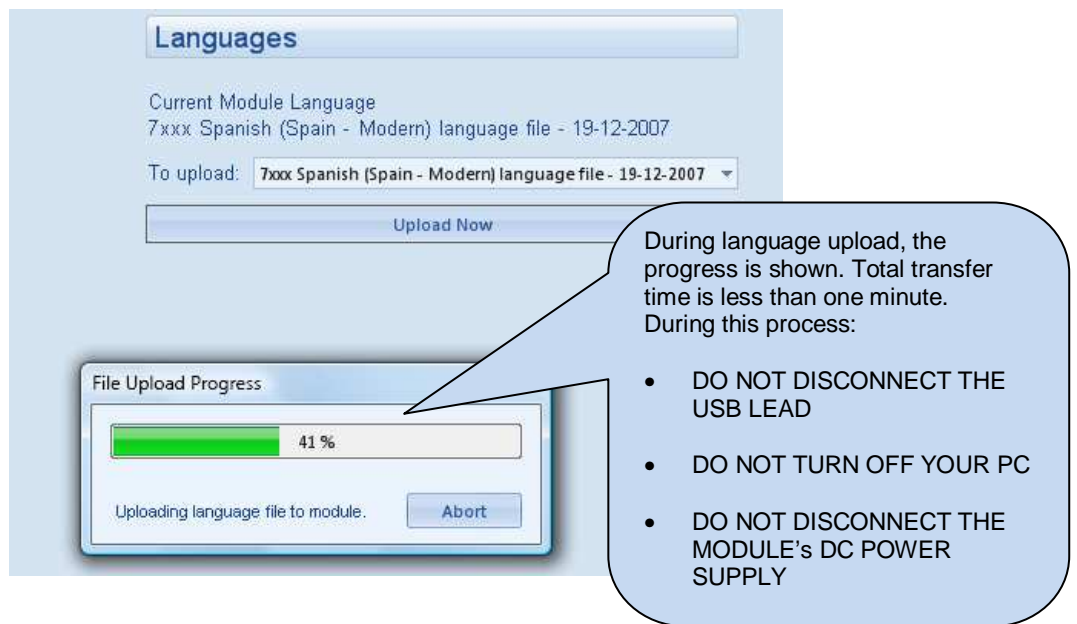 Languages
Current Module Language
7xxx Spanish (Spain - Modern) language file - 19-12-2007
To upload: 7xxx Spanish (Spain - Modern) language file - 19-12-2007
Upload Now
During language upload, the
progress is shown. Total transfer
time is less than one minute.
During this process:
• DO NOT DISCONNECT THE
USB LEAD
• DO NOT TURN OFF YOUR PC
• DO NOT DISCONNECT THE
MODULE's DC POWER
SUPPLY
File Upload Progress
41 %
Uploading language file to module. Abort